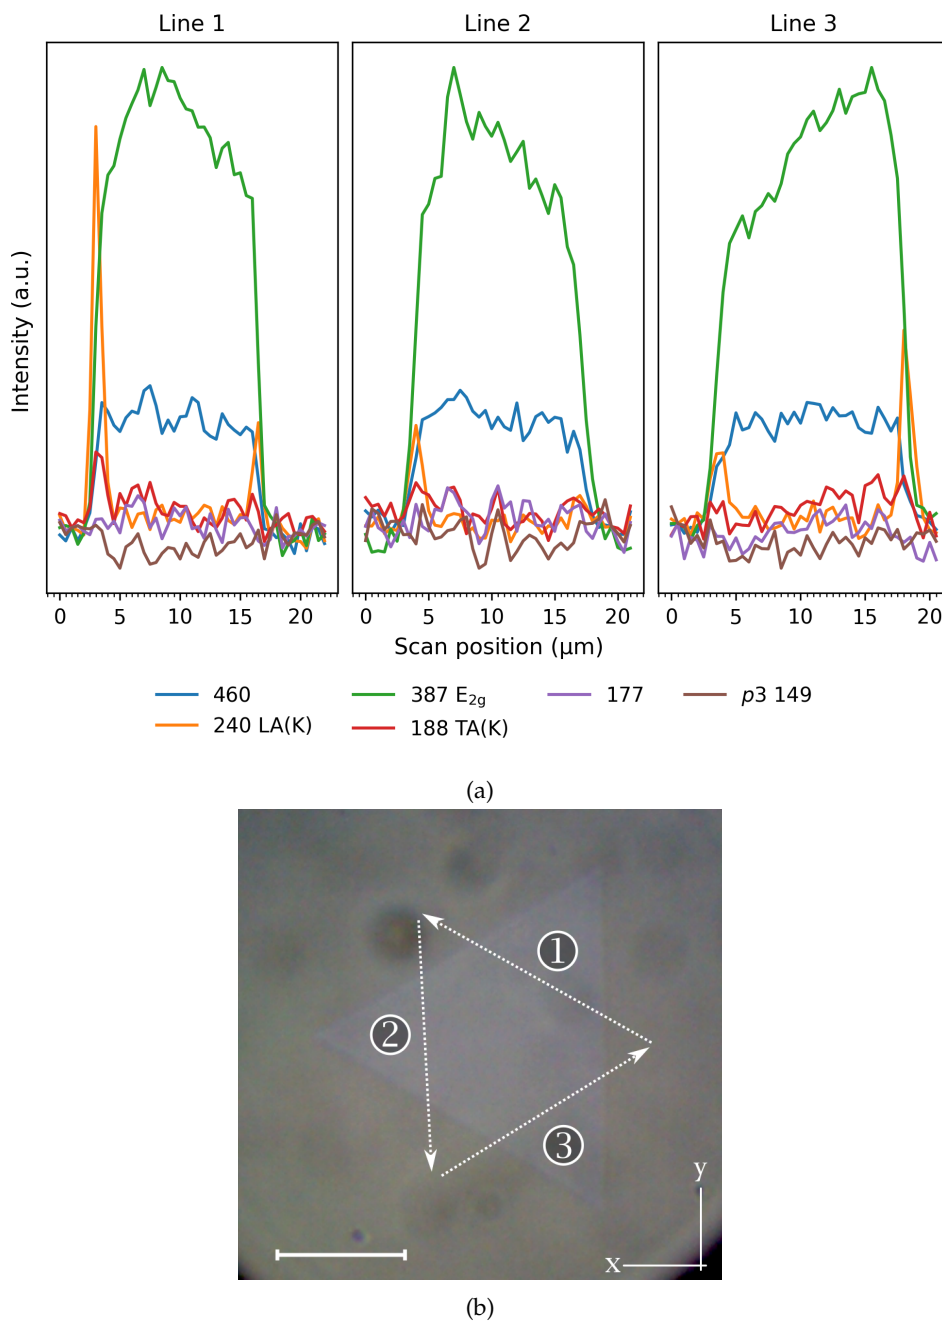 Line 1 Line 2 Line 3
Intensity (a.u.)
0 5 10 15 20 0 5 10 15 20 0 5 10 15 20
Scan position (μm)
460 387 E2g 177 p3 149
240 LA(K) 188 TA(K)
(a)
1
2
3
y
x
(b)